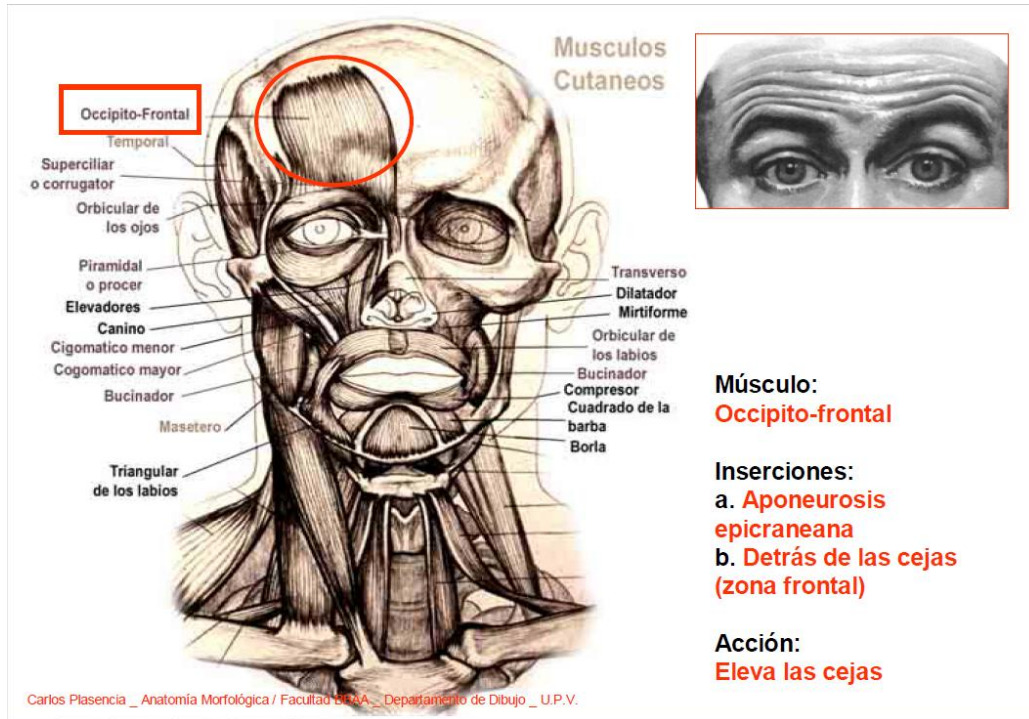 Musculos
Cutaneos
Occipito-Frontal
Temporal
Superciliar
o corrugator
Orbicular de
los ojos
Piramidal
o procer
Elevadores
Canino
Cigomatico menor
Cogomatico mayor
Bucinador
Masetero
Triangular
de los labios
Transverso
Dilatador
Mirtiforme
Orbicular de
los labios
Bucinador
Compresor
Cuadrado de la
barba
Borla
Músculo:
Occipito-frontal
Inserciones:
a. Aponeurosis
epicraneana
b. Detrás de las cejas
(zona frontal)
Acción:
Eleva las cejas
Carlos Plasencia _ Anatomía Morfológica / Facultad BBAA _ Departamento de Dibujo _ U.P.V.